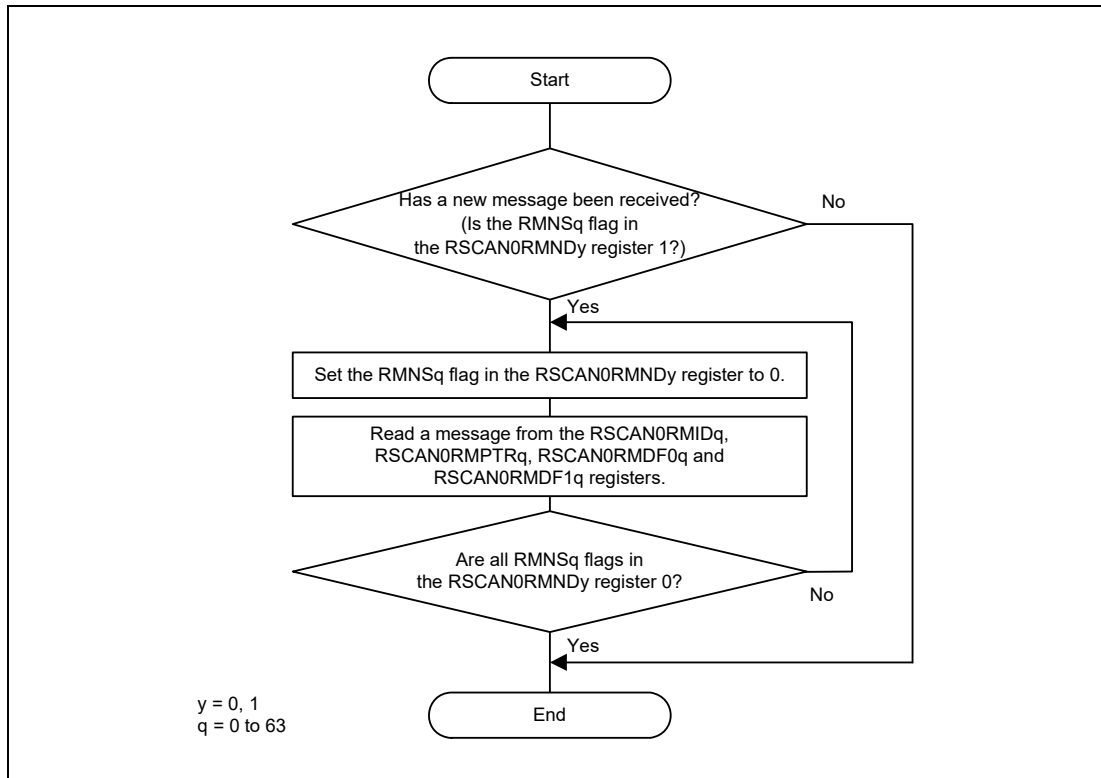 Start
Has a new message been received?
(Is the RMNSq flag in
the RSCAN0RMNDy register 1?)
No
Yes
Set the RMNSq flag in the RSCAN0RMNDy register to 0.
Read a message from the RSCAN0RMIDq,
RSCAN0RMPTRq, RSCAN0RMDF0q and
RSCAN0RMDF1q registers.
Are all RMNSq flags in
the RSCAN0RMNDy register 0?
No
Yes
End
y = 0, 1
q = 0 to 63